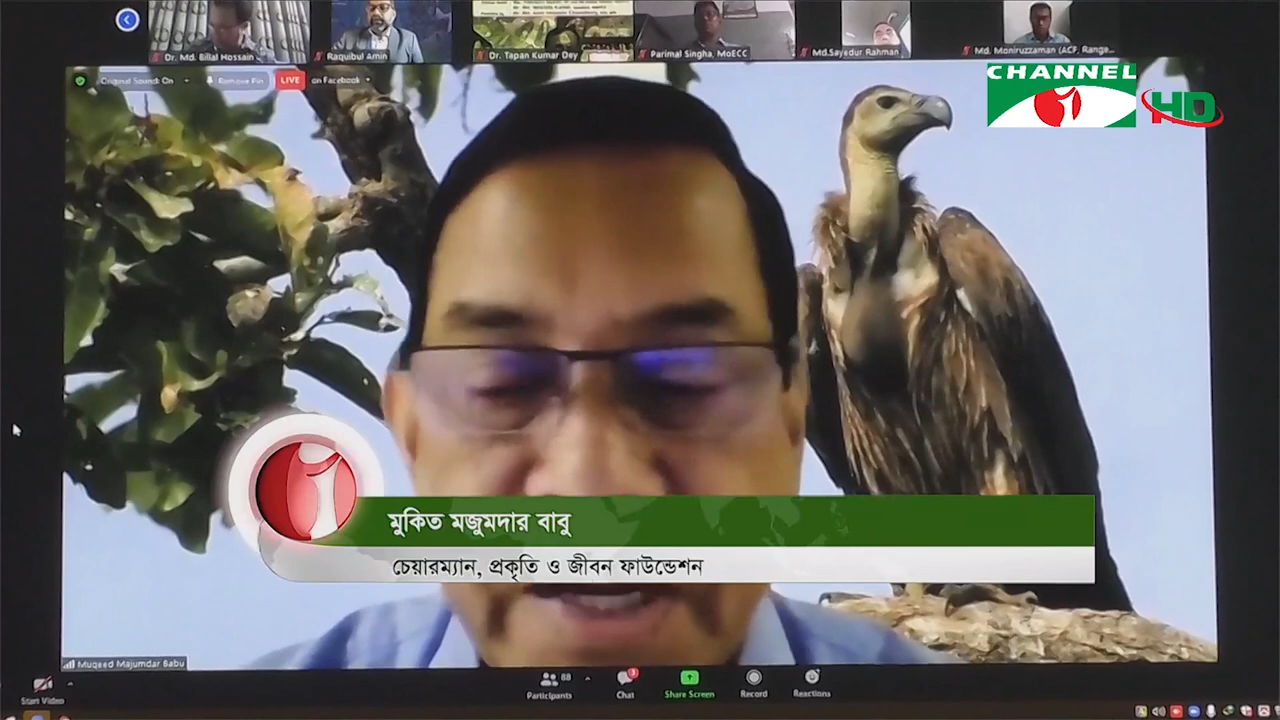 Dr. Md. Billal Hossain
Raquibul Amin
Dr. Tapan Kumar Dey
Parimal Singha, MoECC
Md.Sayedur Rahman
Md. Moniruzzaman (ACF, Range...
Original Sound: On
Remove Pin
LIVE
on Facebook
CHANNEL
i
HD
মুকিত মজুমদার বাবু
চেয়ারম্যান, প্রকৃতি ও জীবন ফাউন্ডেশন
Muqeed Majumdar Babu
Start Video
Participants
88
Chat
3
Share Screen
Record
Reactions